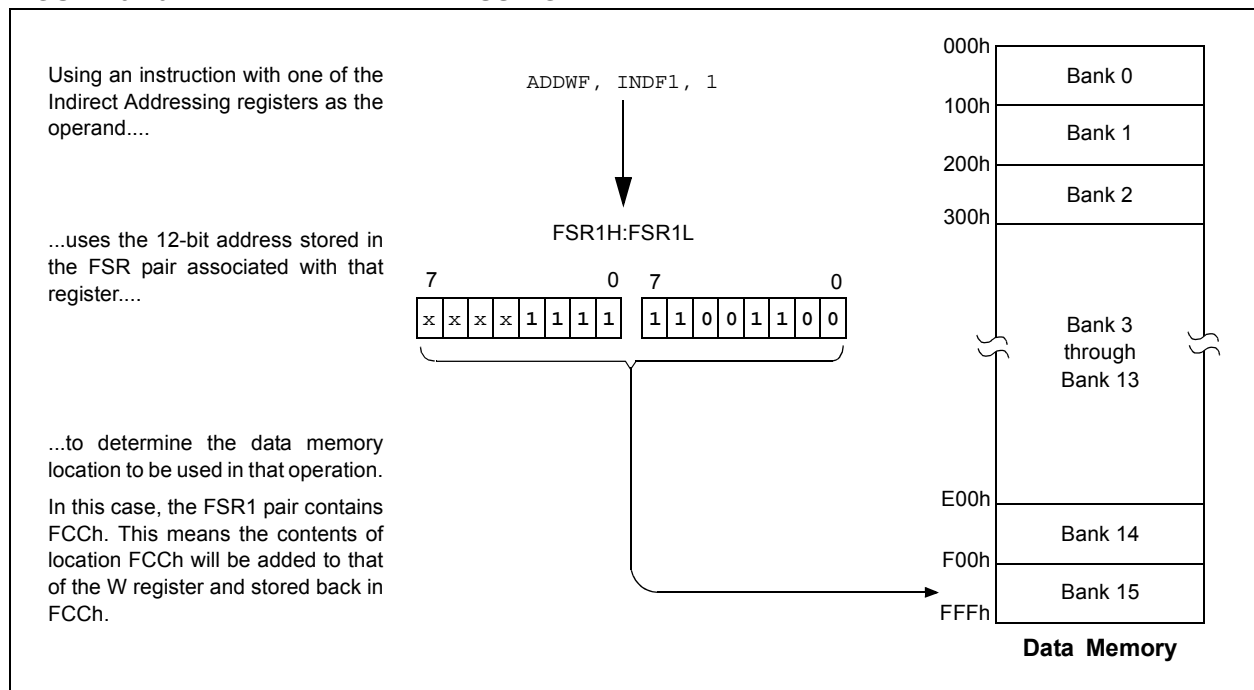 Using an instruction with one of the
Indirect Addressing registers as the
operand....
ADDWF, INDF1, 1
...uses the 12-bit address stored in
the FSR pair associated with that
register....
FSR1H:FSR1L
7 0 7 0
x x x x 1 1 1 1 1 1 0 0 1 1 0 0
...to determine the data memory
location to be used in that operation.
In this case, the FSR1 pair contains
FCCh. This means the contents of
location FCCh will be added to that
of the W register and stored back in
FCCh.
000h
Bank 0
100h
Bank 1
200h
Bank 2
300h
Bank 3
through
Bank 13
E00h
Bank 14
F00h
Bank 15
FFFh
Data Memory